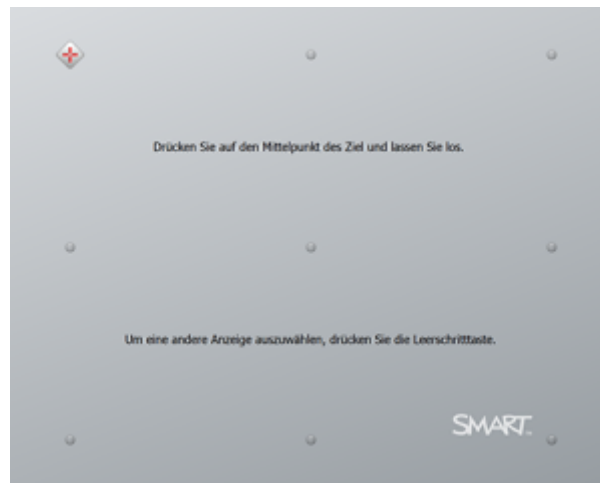 Drücken Sie auf den Mittelpunkt des Ziel und lassen Sie los.
Um eine andere Anzeige auszuwählen, drücken Sie die Leerschritttaste.
SMART™